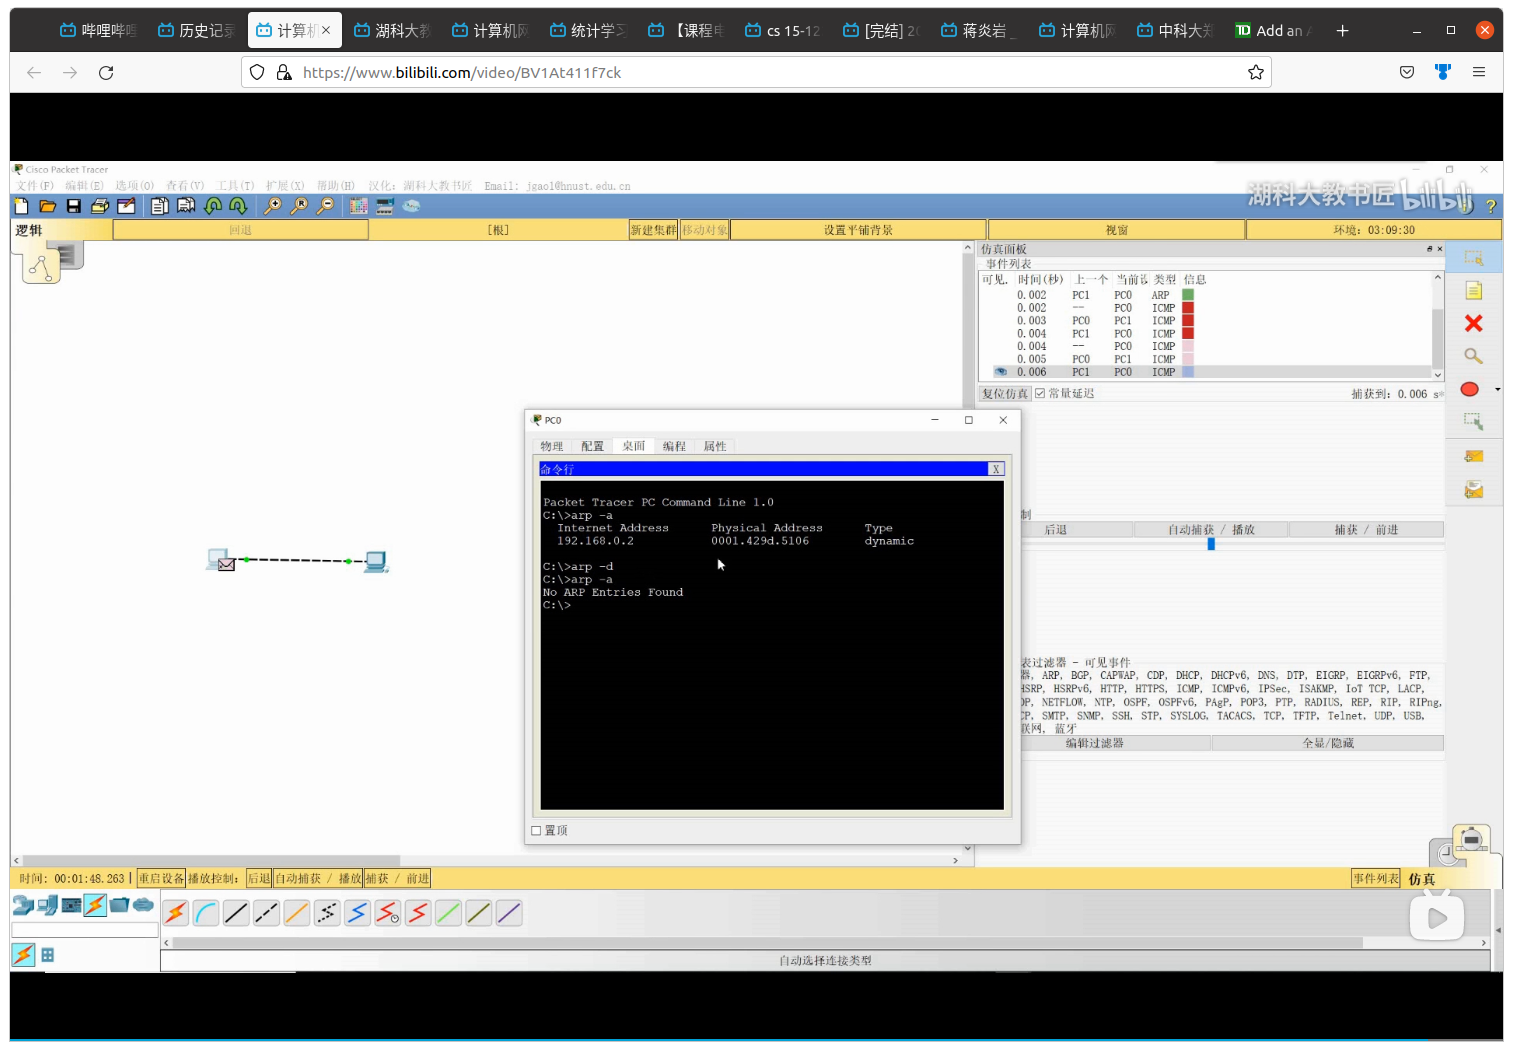 哔哩哔哩
历史记录
计算机
湖科大教
计算机网
统计学习
【课程
cs 15-12
[完结] 20
蒋炎岩
计算机网
中科大郑
Add an
https://www.bilibili.com/video/BV1At411f7ck
Cisco Packet Tracer
文件(F) 编辑(E) 选项(O) 查看(V) 工具(T) 扩展(X) 帮助(H) 汉化: 湖科大教书匠 Email: jgao1@hnust.edu.cn
湖科大教书匠 bilibili
逻辑 回退 [根] 新建集群 移动对象 设置平铺背景 视窗 环境: 03:09:30
仿真面板
事件列表
可见. 时间(秒) 上一个 当前设 类型 信息
0.002 PC1 PC0 ARP
0.002 -- PC0 ICMP
0.003 PC0 PC1 ICMP
0.004 PC1 PC0 ICMP
0.004 -- PC0 ICMP
0.005 PC0 PC1 ICMP
0.006 PC1 PC0 ICMP
复位仿真 常量延迟 捕获到: 0.006 s
PC0
物理 配置 桌面 编程 属性
命令行 X
Packet Tracer PC Command Line 1.0
C:\>arp -a
Internet Address Physical Address Type
192.168.0.2 0001.429d.5106 dynamic
C:\>arp -d
C:\>arp -a
No ARP Entries Found
C:\>
置顶
制
后退 自动捕获 / 播放 捕获 / 前进
表过滤器 - 可见事件
器, ARP, BGP, CAPWAP, CDP, DHCP, DHCPv6, DNS, DTP, EIGRP, EIGRPv6, FTP,
HSRP, HSRPv6, HTTP, HTTPS, ICMP, ICMPv6, IPSec, ISAKMP, IoT TCP, LACP,
DP, NETFLOW, NTP, OSPF, OSPFv6, PAgP, POP3, PTP, RADIUS, REP, RIP, RIPng,
CP, SMTP, SNMP, SSH, STP, SYSLOG, TACACS, TCP, TFTP, Telnet, UDP, USB,
联网, 蓝牙
编辑过滤器 全显/隐藏
时间: 00:01:48.263 重启设备 播放控制: 后退 自动捕获 / 播放 捕获 / 前进 事件列表 仿真
自动选择连接类型